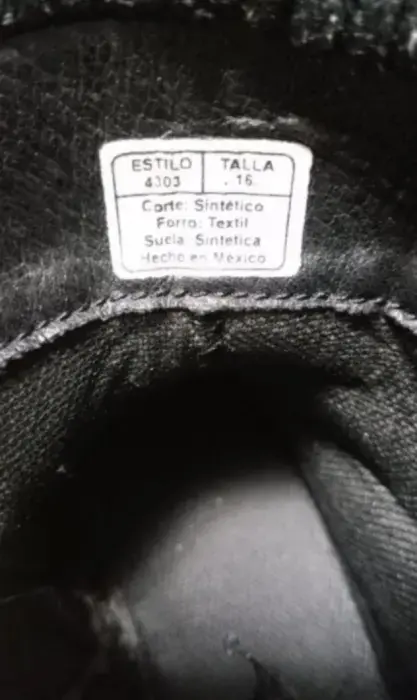 ESTILO TALLA
4303 . 16
Corte: Sintético
Forro: Textil
Suela Sintetica
Hecho en México